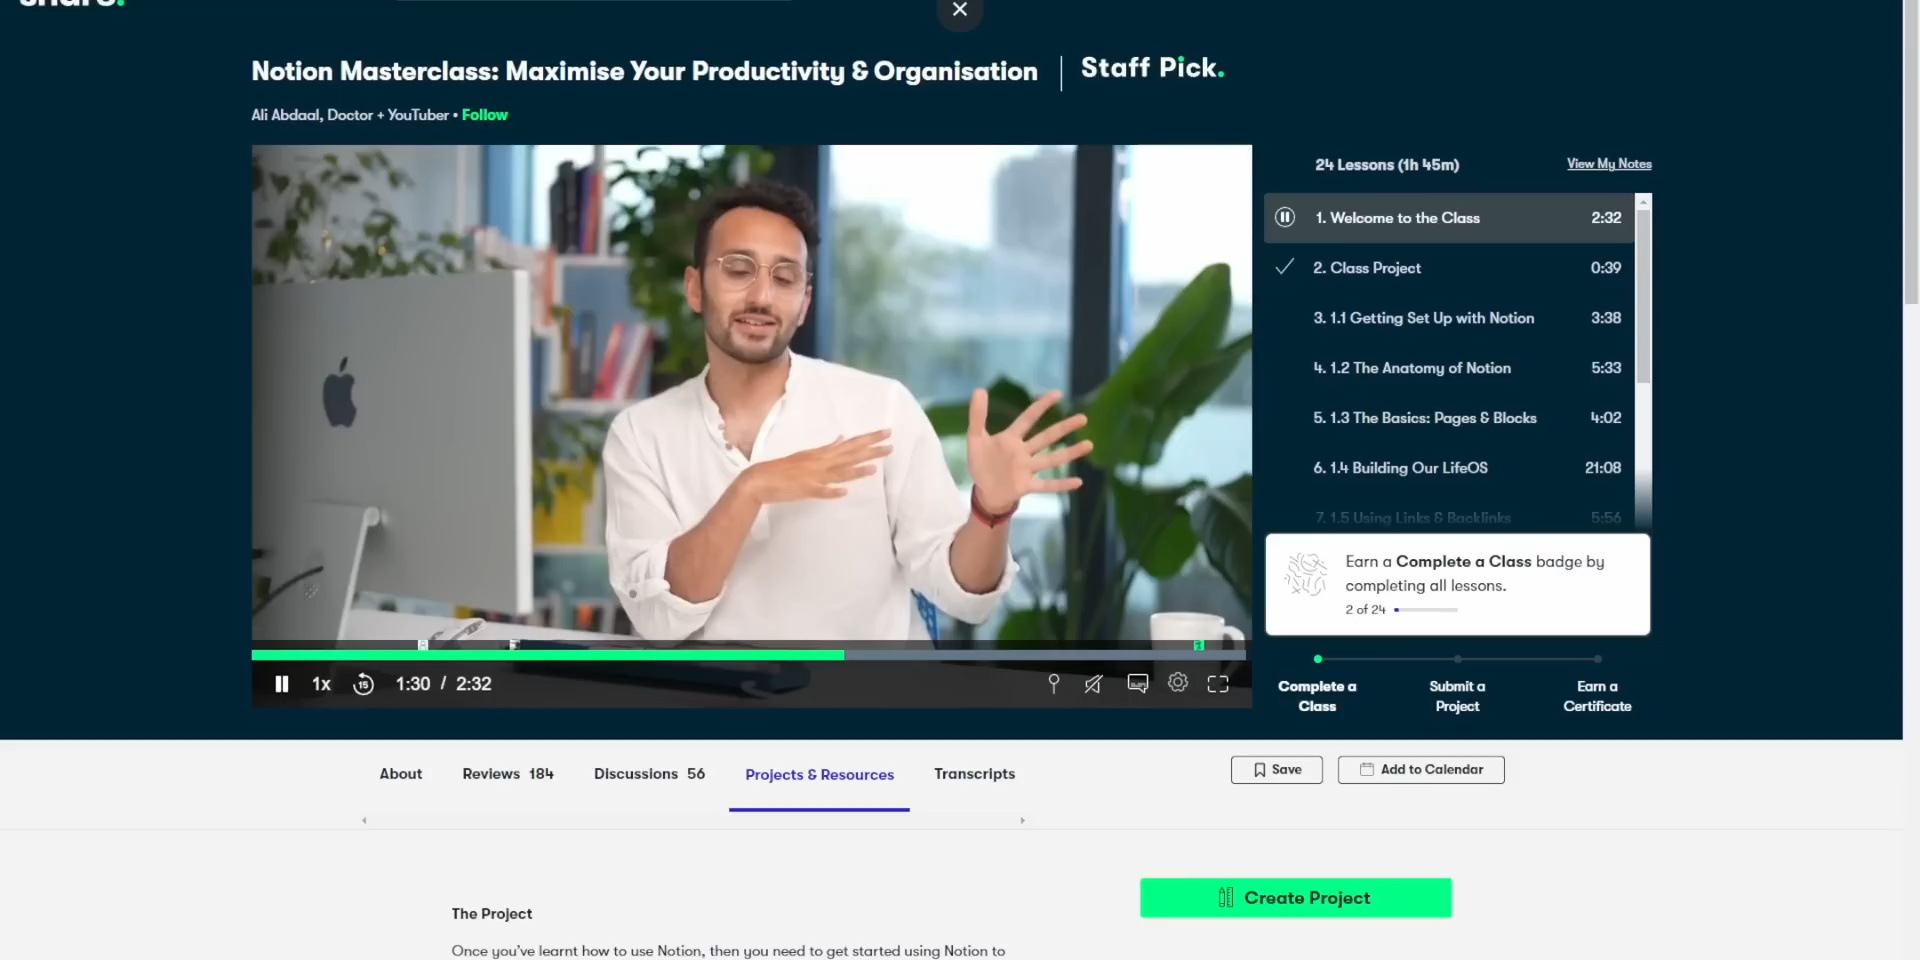 share.
Notion Masterclass: Maximise Your Productivity & Organisation
Staff Pick.
Ali Abdaal, Doctor + YouTuber • Follow
24 Lessons (1h 45m)
View My Notes
1. Welcome to the Class 2:32
2. Class Project 0:39
3. 1.1 Getting Set Up with Notion 3:38
4. 1.2 The Anatomy of Notion 5:33
5. 1.3 The Basics: Pages & Blocks 4:02
6. 1.4 Building Our LifeOS 21:08
7. 1.5 Using Links & Backlinks 5:56
Earn a Complete a Class badge by
completing all lessons.
2 of 24
1x 15 1:30 / 2:32
Complete a
Class
Submit a
Project
Earn a
Certificate
About Reviews 184 Discussions 56 Projects & Resources Transcripts
Save
Add to Calendar
Create Project
The Project
Once you've learnt how to use Notion, then you need to get started using Notion to